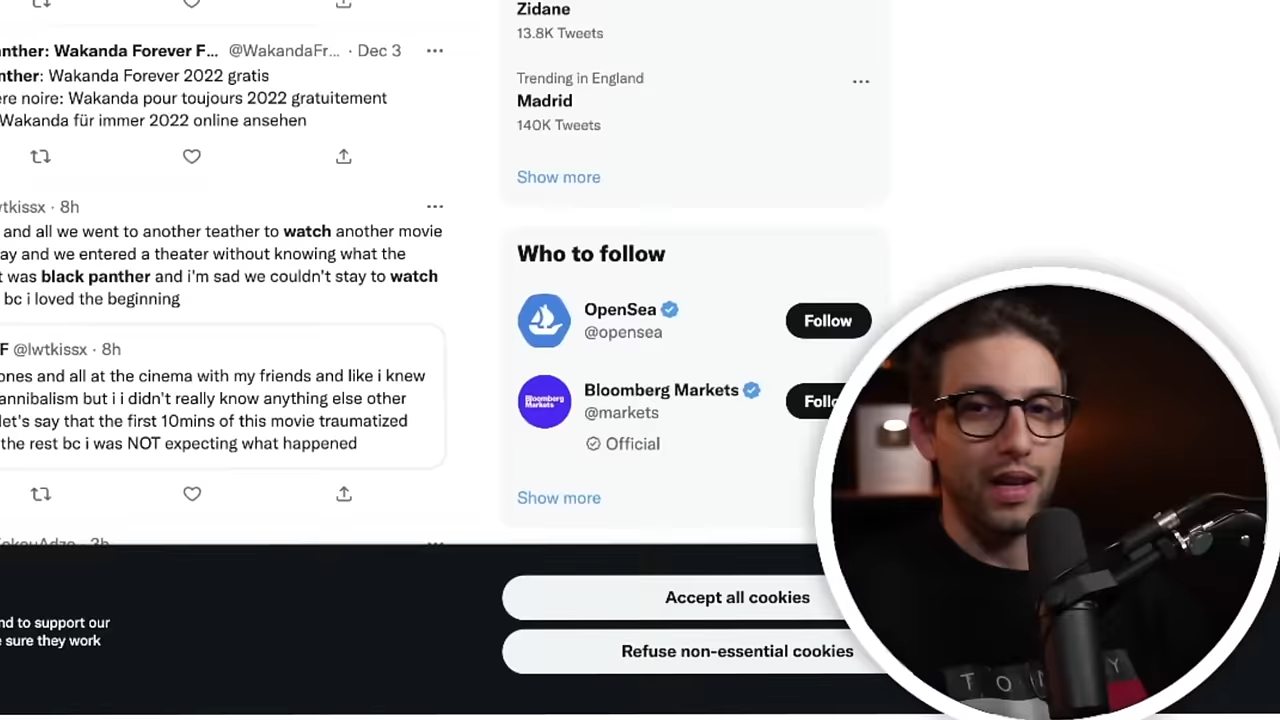 anther: Wakanda Forever F... @WakandaFr... · Dec 3
nther: Wakanda Forever 2022 gratis
ere noire: Wakanda pour toujours 2022 gratuitement
Wakanda für immer 2022 online ansehen
wtkissx · 8h
and all we went to another teather to watch another movie
ay and we entered a theater without knowing what the
t was black panther and i'm sad we couldn't stay to watch
bc i loved the beginning
F @lwtkissx · 8h
ones and all at the cinema with my friends and like i knew
annibalism but i i didn't really know anything else other
let's say that the first 10mins of this movie traumatized
the rest bc i was NOT expecting what happened
Zidane
13.8K Tweets
Trending in England
Madrid
140K Tweets
Show more
Who to follow
OpenSea
@opensea
Follow
Bloomberg
Markets
Bloomberg Markets
@markets
Official
Follo
Show more
nd to support our
e sure they work
Accept all cookies
Refuse non-essential cookies
TO Y